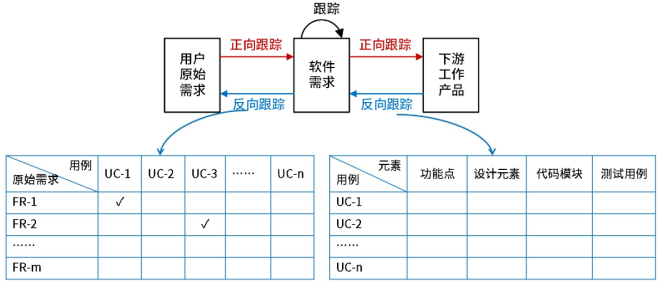 跟踪
正向跟踪
正向跟踪
用户
原始
需求
软件
需求
下游
工作
产品
反向跟踪
反向跟踪
用例
原始需求
UC-1
UC-2
UC-3
……
UC-n
FR-1
✓
FR-2
✓
……
FR-m
元素
用例
功能点
设计元素
代码模块
测试用例
UC-1
UC-2
……
UC-n